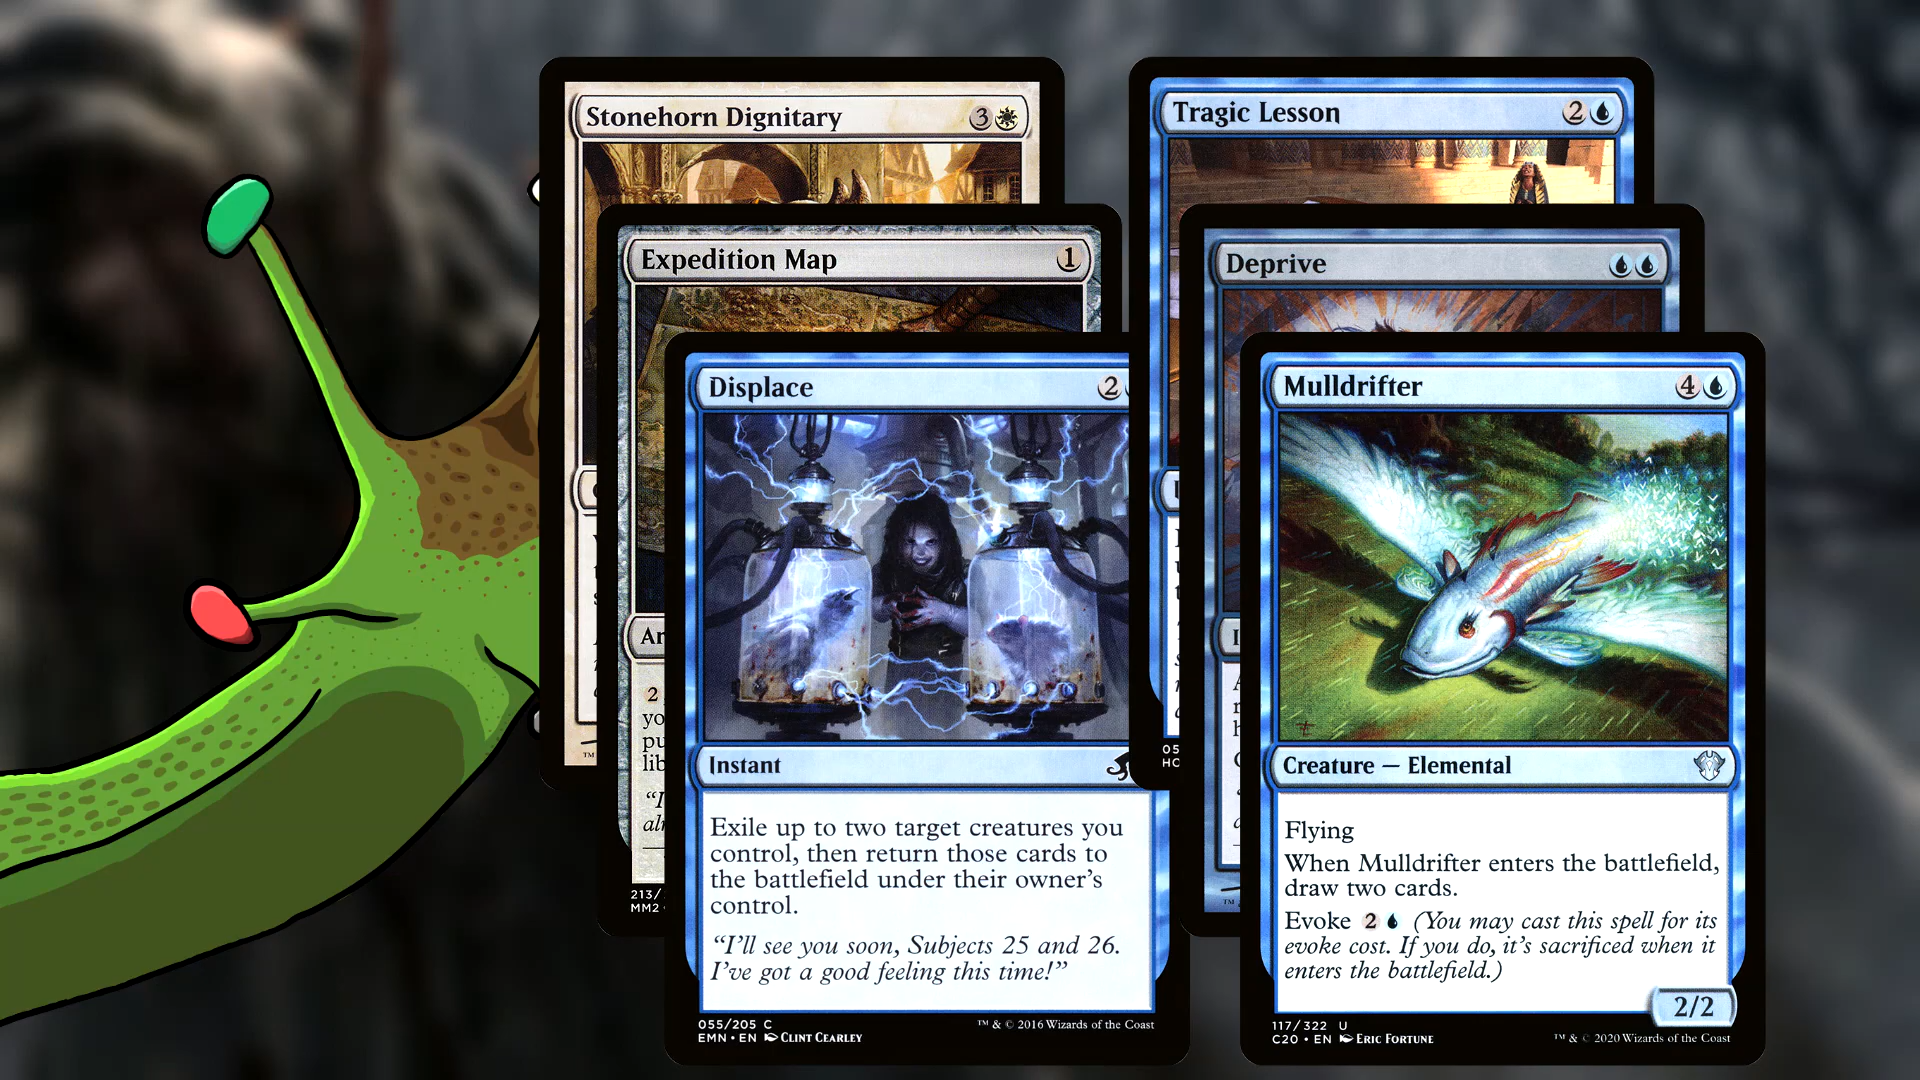 Stonehorn Dignitary 3
Expedition Map 1
Ar
2
yo
pu
lib
213/
MM2
Displace 2
Instant
Exile up to two target creatures you
control, then return those cards to
the battlefield under their owner's
control.
"I'll see you soon, Subjects 25 and 26.
I've got a good feeling this time!"
055/205 C
EMN • EN CLINT CEARLEY
™ & © 2016 Wizards of the Coast
Tragic Lesson 2
Deprive
Mulldrifter 4
Creature — Elemental
Flying
When Mulldrifter enters the battlefield,
draw two cards.
Evoke 2 (You may cast this spell for its
evoke cost. If you do, it's sacrificed when it
enters the battlefield.)
2/2
117/322 U
C20 • EN ERIC FORTUNE
™ & © 2020 Wizards of the Coast